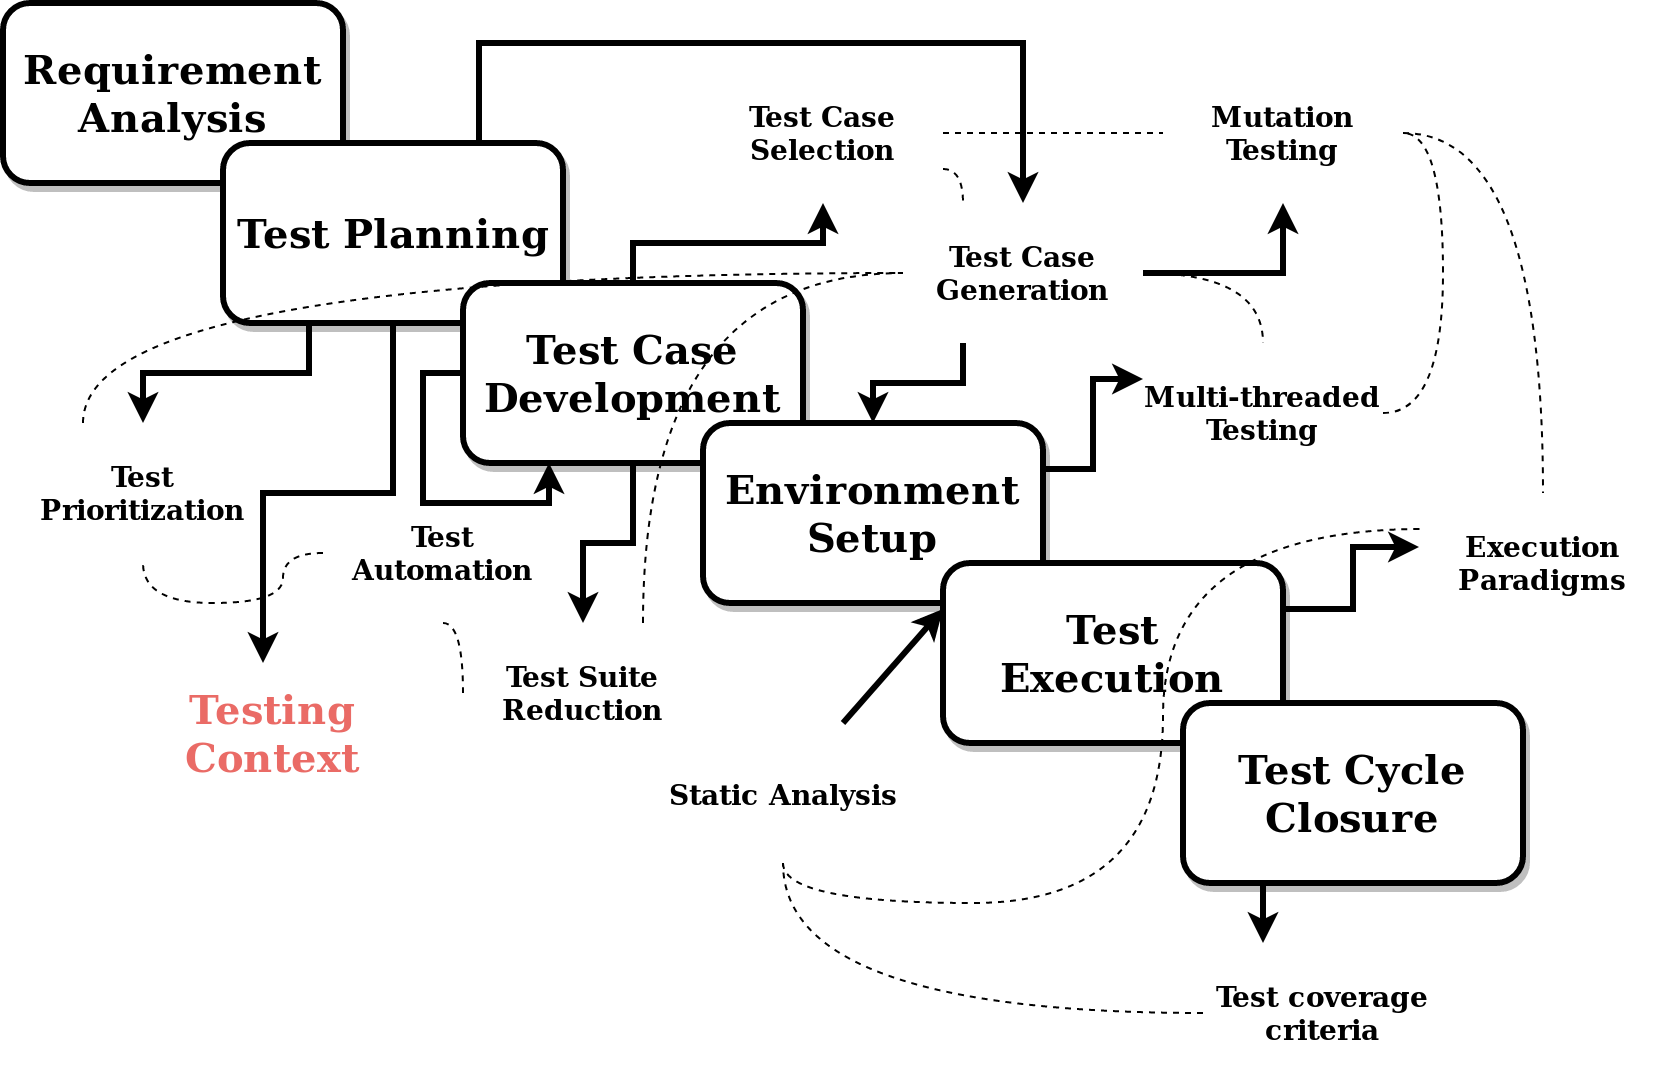 Requirement
Analysis
Test Planning
Test Case
Selection
Mutation
Testing
Test Case
Generation
Test Case
Development
Multi-threaded
Testing
Test
Prioritization
Test
Automation
Environment
Setup
Execution
Paradigms
Testing
Context
Test Suite
Reduction
Test
Execution
Static Analysis
Test Cycle
Closure
Test coverage
criteria